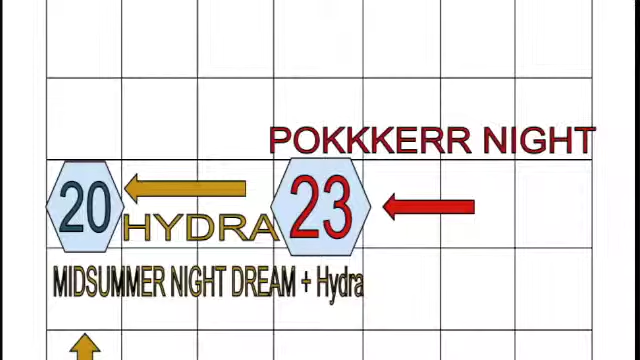 POKKKERR NIGHT
20 23
HYDRA
MIDSUMMER NIGHT DREAM + Hydra